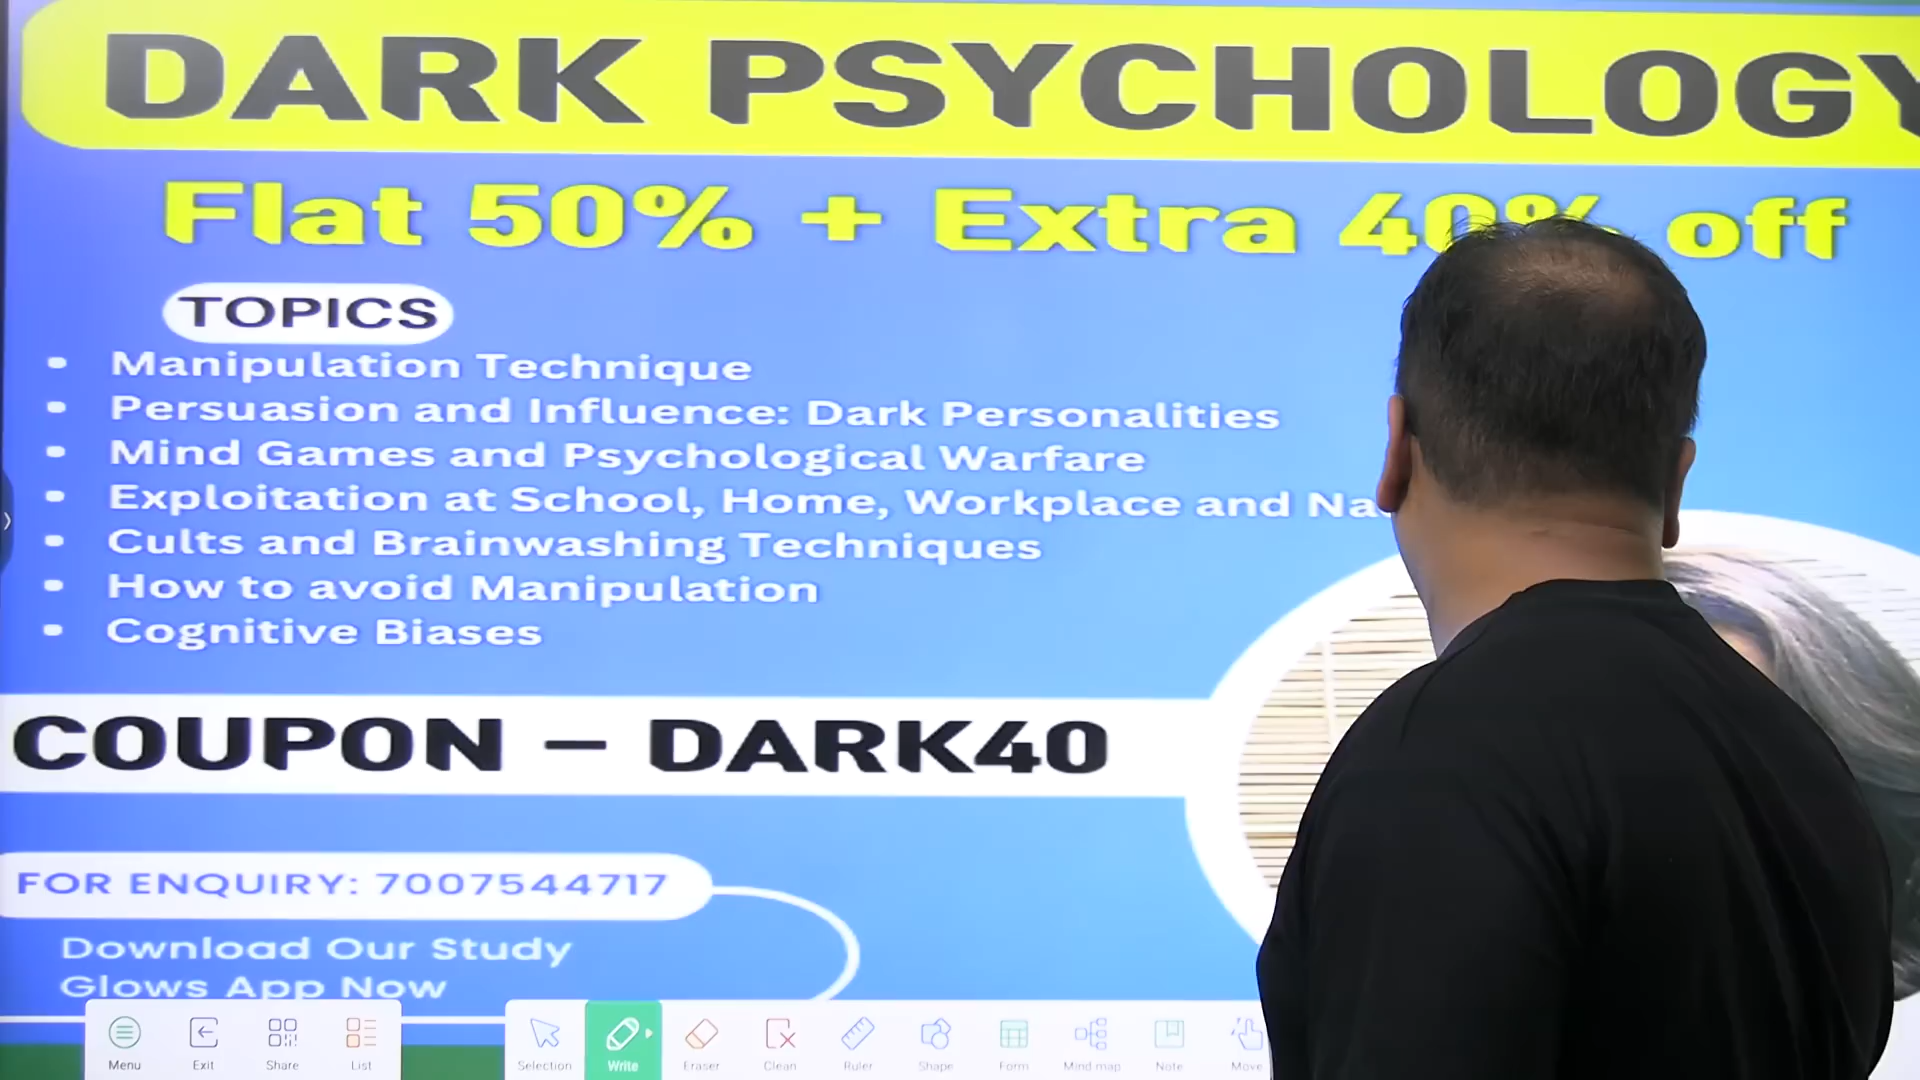 DARK PSYCHOLOGY
Flat 50% + Extra 40% off
TOPICS
• Manipulation Technique
• Persuasion and Influence: Dark Personalities
• Mind Games and Psychological Warfare
• Exploitation at School, Home, Workplace and
• Cults and Brainwashing Techniques
• How to avoid Manipulation
• Cognitive Biases
COUPON – DARK40
FOR ENQUIRY: 7007544717
Download Our Study
Glows App Now
Menu Exit Share List Selection Write Eraser Clean Ruler Shape Form Mind map Note Move